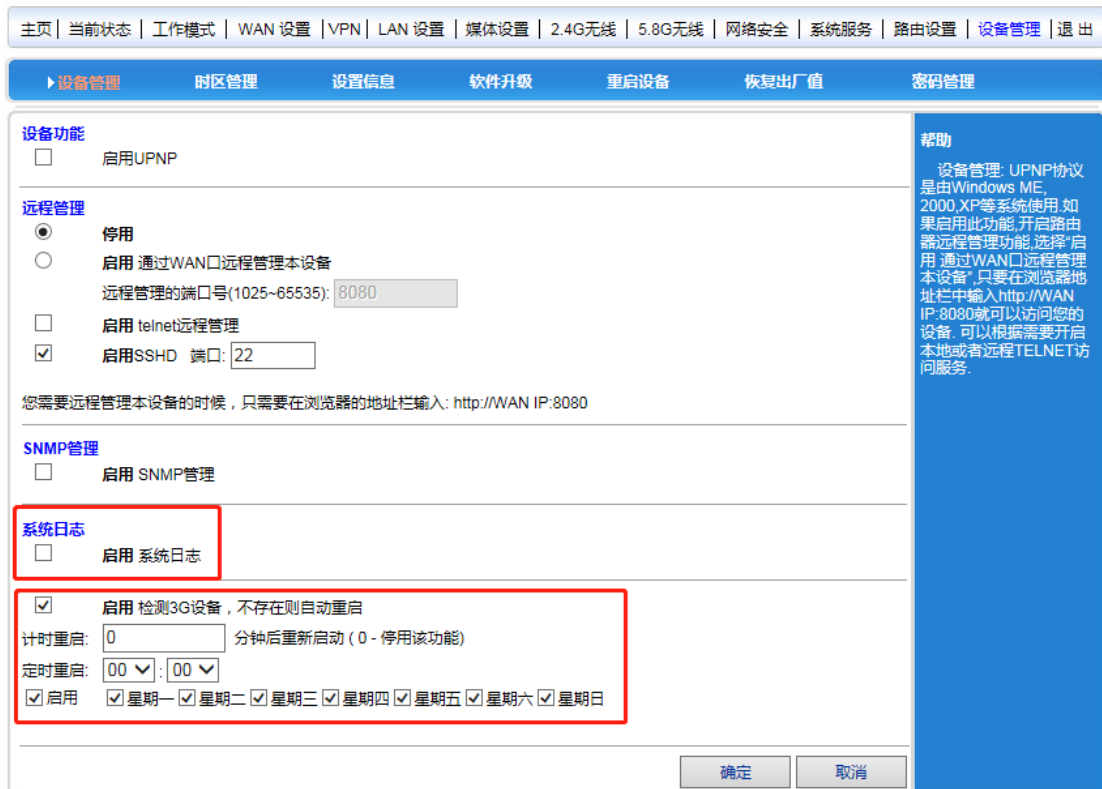 主页 | 当前状态 | 工作模式 | WAN 设置 | VPN | LAN 设置 | 媒体设置 | 2.4G无线 | 5.8G无线 | 网络安全 | 系统服务 | 路由设置 | 设备管理 | 退 出
设备管理 时区管理 设置信息 软件升级 重启设备 恢复出厂值 密码管理
设备功能
启用UPNP
远程管理
停用
启用 通过WAN口远程管理本设备
远程管理的端口号(1025~65535): 8080
启用 telnet远程管理
启用SSHD 端口: 22
您需要远程管理本设备的时候，只需要在浏览器的地址栏输入: http://WAN IP:8080
SNMP管理
启用 SNMP管理
系统日志
启用 系统日志
启用 检测3G设备，不存在则自动重启
计时重启: 0 分钟后重新启动 ( 0 - 停用该功能)
定时重启: 00 : 00
启用 星期一 星期二 星期三 星期四 星期五 星期六 星期日
确定 取消
帮助
设备管理: UPNP协议
是由Windows ME,
2000,XP等系统使用.如
果启用此功能,开启路由
器远程管理功能,选择“启
用 通过WAN口远程管理
本设备”,只要在浏览器地
址栏中输入http://WAN
IP:8080就可以访问您的
设备. 可以根据需要开启
本地或者远程TELNET访
问服务.